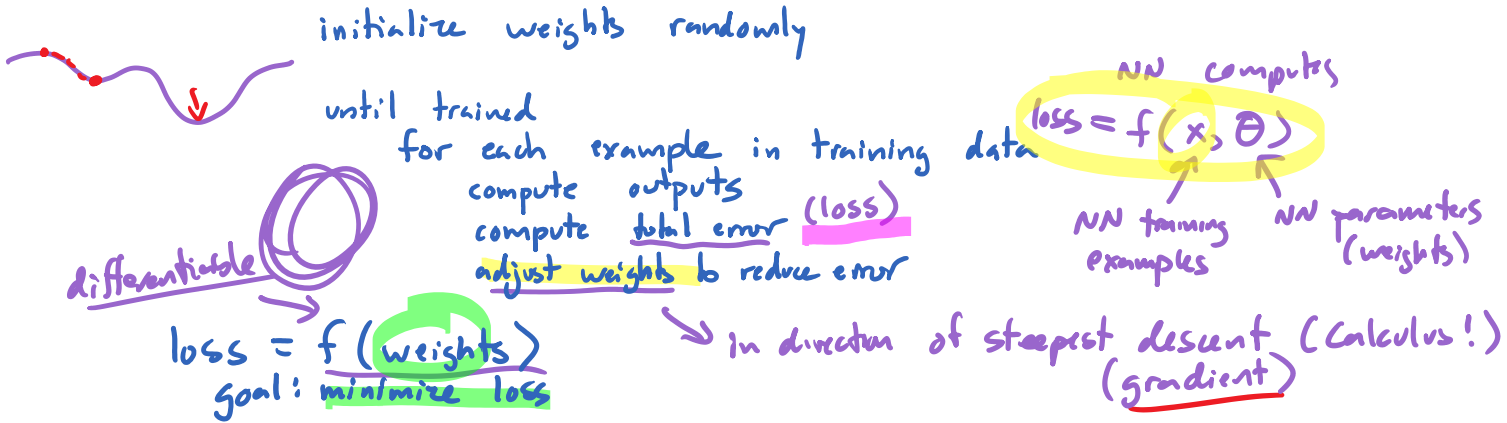 initialize weights randomly
until trained
for each example in training data
compute outputs
compute total error (loss)
adjust weights to reduce error
in direction of steepest descent (Calculus!)
(gradient)
differentiable
loss = f(weights)
goal: minimize loss
NN computes
loss = f(x, θ)
NN training
examples
NN parameters
(weights)